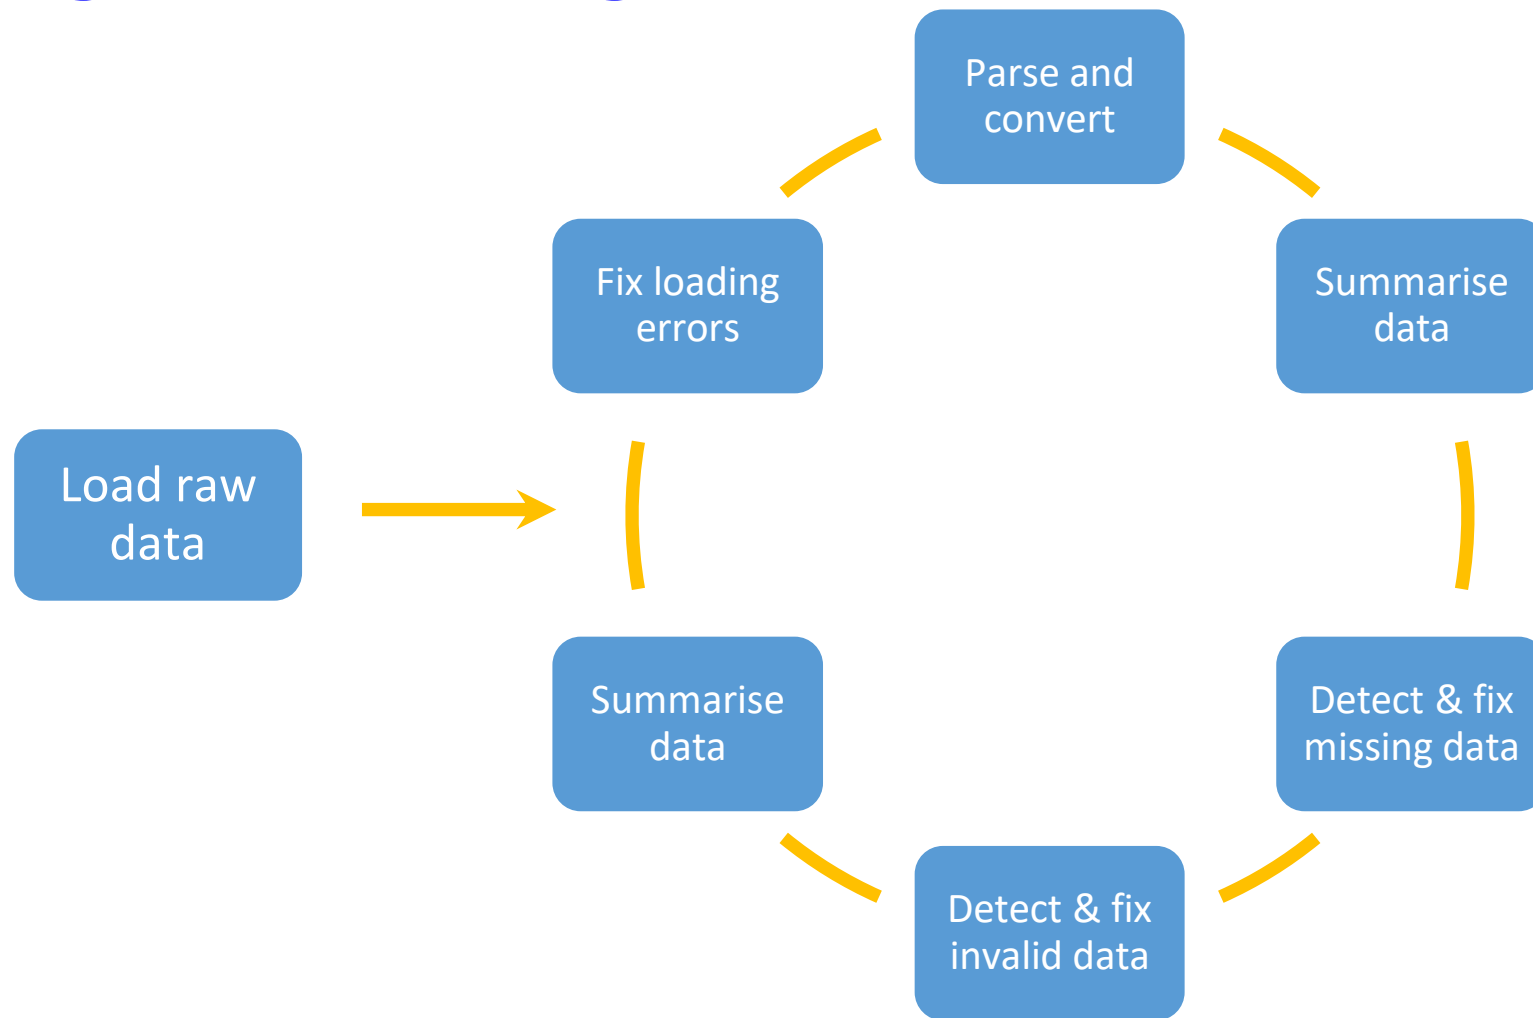 Parse and
convert
Fix loading
errors
Summarise
data
Load raw
data
Summarise
data
Detect & fix
missing data
Detect & fix
invalid data